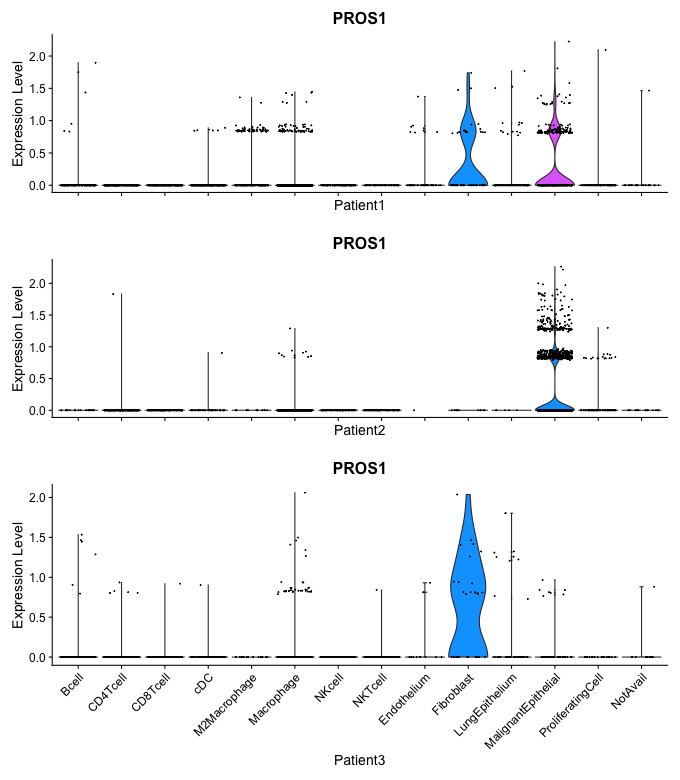 PROS1
Expression Level
2.0
1.5
1.0
0.5
0.0
Patient1
PROS1
Expression Level
2.0
1.5
1.0
0.5
0.0
Patient2
PROS1
Expression Level
2.0
1.5
1.0
0.5
0.0
Bcell
CD4Tcell
CD8Tcell
cDC
M2Macrophage
Macrophage
NKcell
NKTcell
Endothelium
Fibroblast
LungEpithelium
MalignantEpithelial
ProliferatingCell
NotAvail
Patient3